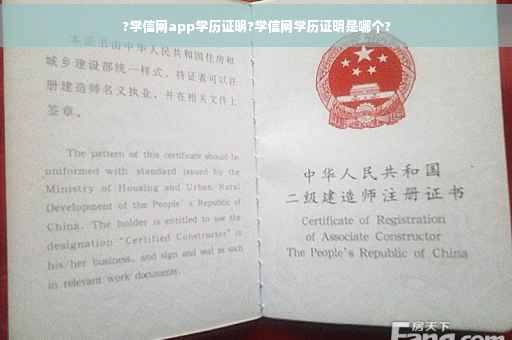 ?学信网app学历证明?学信网学历证明是哪个?
本证书由中华人民共和国住房和
城乡建设部统一样式，持证者可以注
册建造师名义执业，并在相关文件上
签章。
The pattern of this certificate should be
uniformed with standard issued by the
Ministry of Housing and Urban Rural
Development of the People's Republic of
China. The holder is entitled to use the
designation "Certified Constructor" in
his/her business, and sign and seal as such
in relevant work documents.
中华人民共和国
二级建造师注册证书
Certificate of Registration
of Associate Constructor
The People's Republic of China
房天下
Fang.com